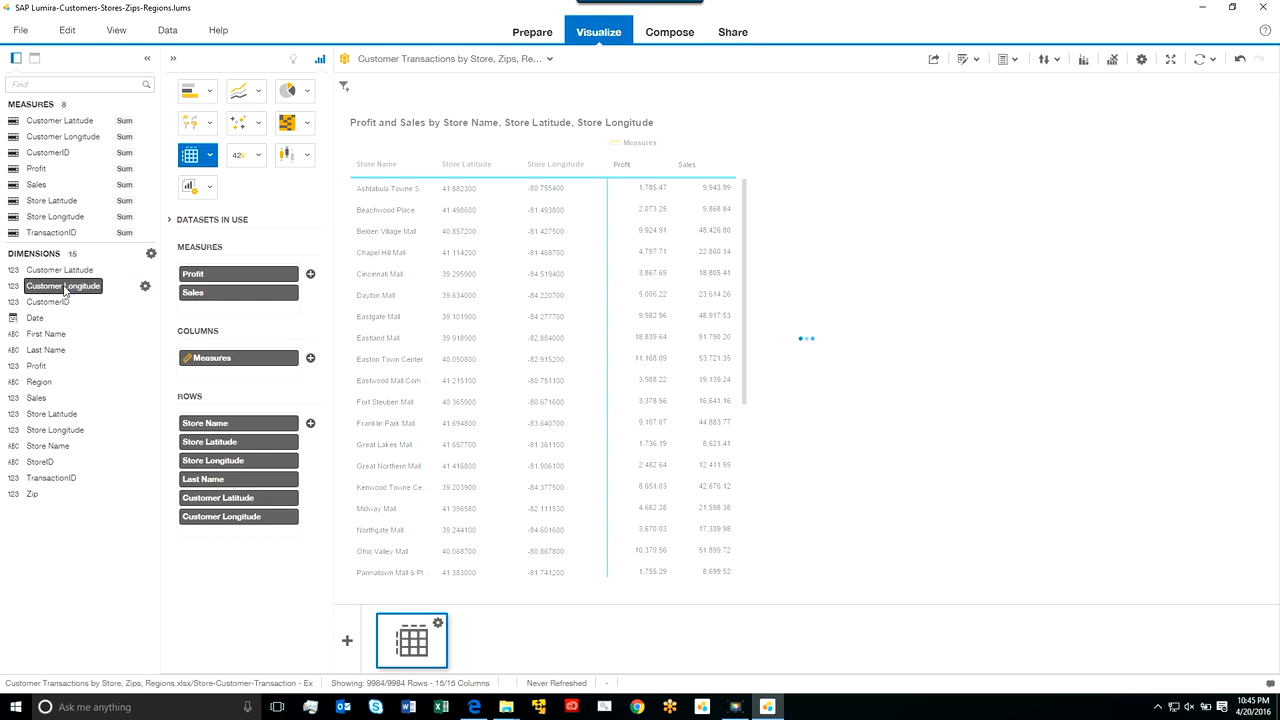 SAP Lumira-Customers-Stores-Zips-Regions.lums
File Edit View Data Help
Prepare Visualize Compose Share
Find
MEASURES 8
Customer Latitude Sum
Customer Longitude Sum
CustomerID Sum
Profit Sum
Sales Sum
Store Latitude Sum
Store Longitude Sum
TransactionID Sum
DIMENSIONS 15
123 Customer Latitude
123 Customer Longitude
123 CustomerID
Date
ABC First Name
ABC Last Name
123 Profit
ABC Region
123 Sales
123 Store Latitude
123 Store Longitude
ABC Store Name
ABC StoreID
123 TransactionID
123 Zip
DATASETS IN USE
MEASURES
Profit
Sales
COLUMNS
Measures
ROWS
Store Name
Store Latitude
Store Longitude
Last Name
Customer Latitude
Customer Longitude
Customer Transactions by Store, Zips, Re...
Profit and Sales by Store Name, Store Latitude, Store Longitude
Measures
Store Name Store Latitude Store Longitude Profit Sales
Ashtabula Towne S.. 41.882300 -80.755400 1,785.47 9,943.99
Beachwood Place 41.498600 -81.493800 2,073.25 9,868.84
Belden Village Mall 40.857200 -81.427500 9,924.91 48,426.80
Chapel Hill Mall 41.114200 -81.468700 4,797.71 22,860.14
Cincinnati Mall 39.295900 -84.519400 3,867.69 18,805.41
Dayton Mall 39.634000 -84.220700 5,006.22 23,614.26
Eastgate Mall 39.101900 -84.277700 9,982.96 48,917.53
Eastland Mall 39.918900 -82.884000 18,839.64 91,790.20
Easton Town Center 40.050800 -82.915200 11,168.09 53,721.35
Eastwood Mall Com... 41.215100 -80.751100 3,988.22 19,139.24
Fort Steuben Mall 40.365900 -80.671600 3,378.56 16,641.16
Franklin Park Mall 41.694800 -83.640700 9,107.07 44,883.77
Great Lakes Mall 41.657700 -81.361100 1,736.19 8,621.41
Great Northern Mall 41.416800 -81.906100 2,482.64 12,411.59
Kenwood Towne Ce... 39.203900 -84.377500 8,651.03 42,676.12
Midway Mall 41.396580 -82.111530 4,682.28 21,598.38
Northgate Mall 39.244100 -84.601600 3,670.03 17,339.98
Ohio Valley Mall 40.068700 -80.867800 10,379.56 51,899.72
Parmatown Mall & Pl... 41.383000 -81.741200 1,755.29 8,699.52
Customer Transactions by Store, Zips, Regions.xlsx/Store-Customer-Transaction - Ex Showing: 9984/9984 Rows - 15/15 Columns Never Refreshed -
Ask me anything
10:45 PM
4/20/2016